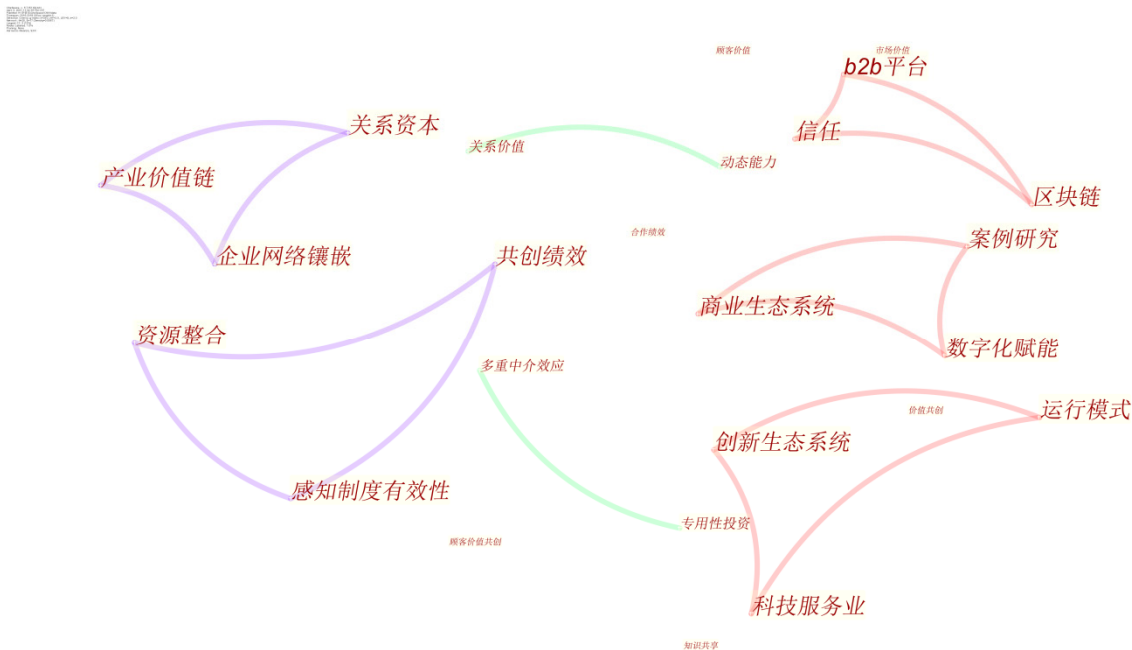 顾客价值
市场价值
b2b平台
关系资本
信任
关系价值
动态能力
产业价值链
区块链
合作绩效
案例研究
企业网络镶嵌
共创绩效
商业生态系统
资源整合
数字化赋能
多重中介效应
价值共创
运行模式
创新生态系统
感知制度有效性
专用性投资
顾客价值共创
科技服务业
知识共享